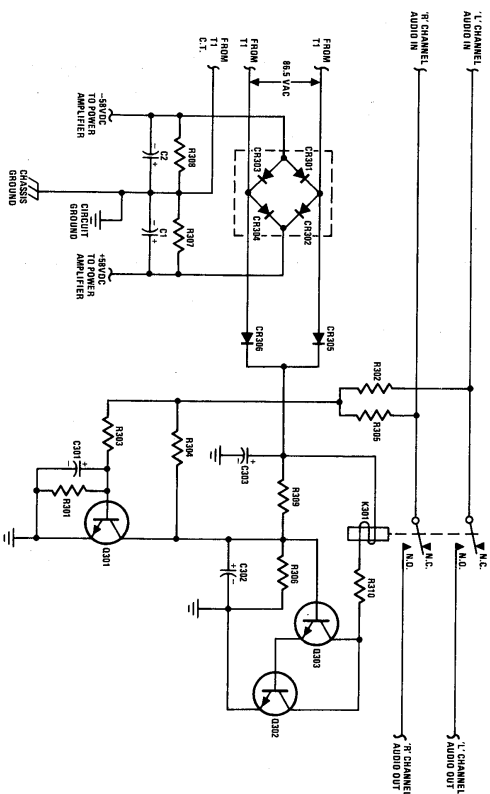 'L' CHANNEL
AUDIO IN
'R' CHANNEL
AUDIO IN
FROM
T1
86.5 VAC
FROM
T1
FROM
T1
C.T.
-58VDC
TO POWER
AMPLIFIER
CHASSIS
GROUND
CIRCUIT
GROUND
+58VDC
TO POWER
AMPLIFIER
R308
C2
- +
R307
C1
- +
CR301
CR303
CR302
CR304
CR305
CR306
R302
R305
R303
R304
C301
- +
R301
Q301
C303
- +
R309
K301
R310
R306
C302
+ -
Q303
Q302
N.C.
N.O.
N.C.
N.O.
'L' CHANNEL
AUDIO OUT
'R' CHANNEL
AUDIO OUT